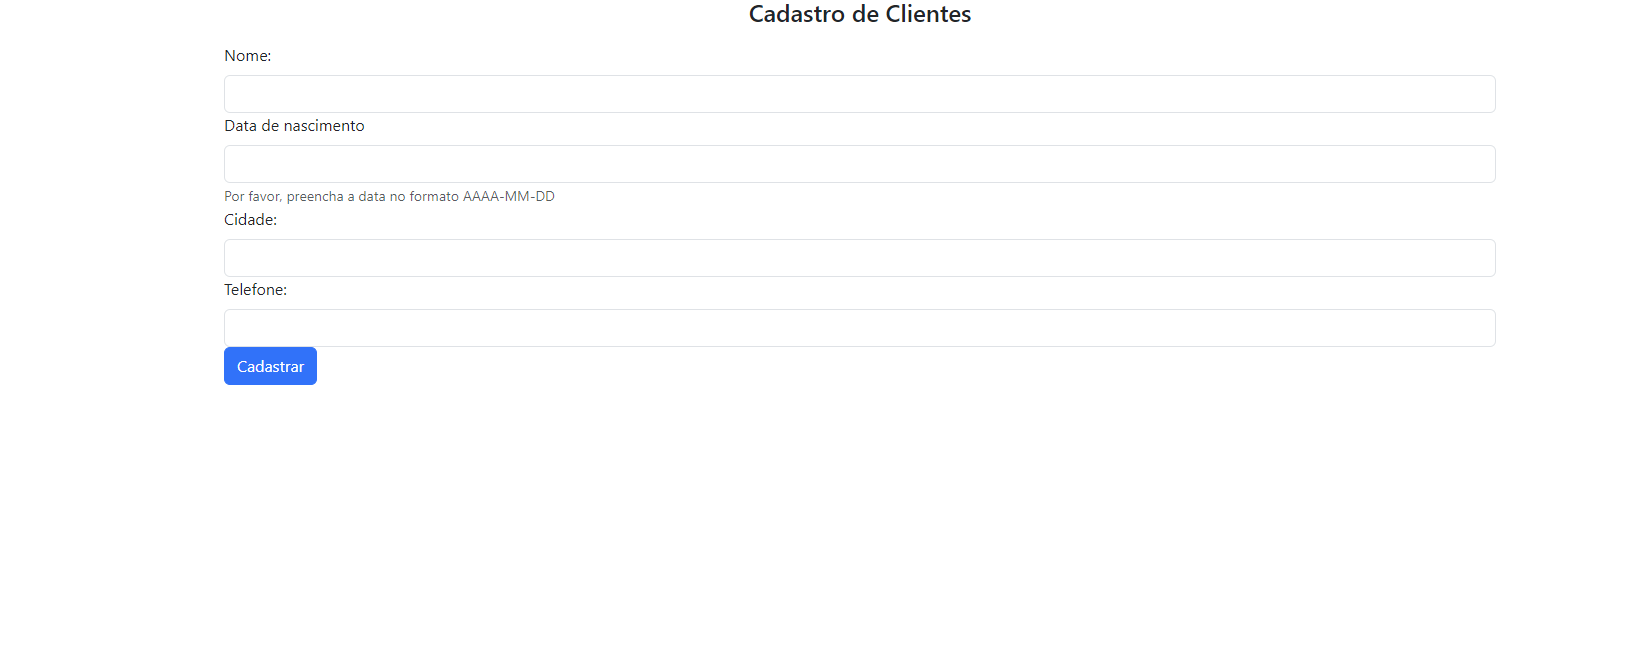 Cadastro de Clientes
Nome:
Data de nascimento
Por favor, preencha a data no formato AAAA-MM-DD
Cidade:
Telefone:
Cadastrar